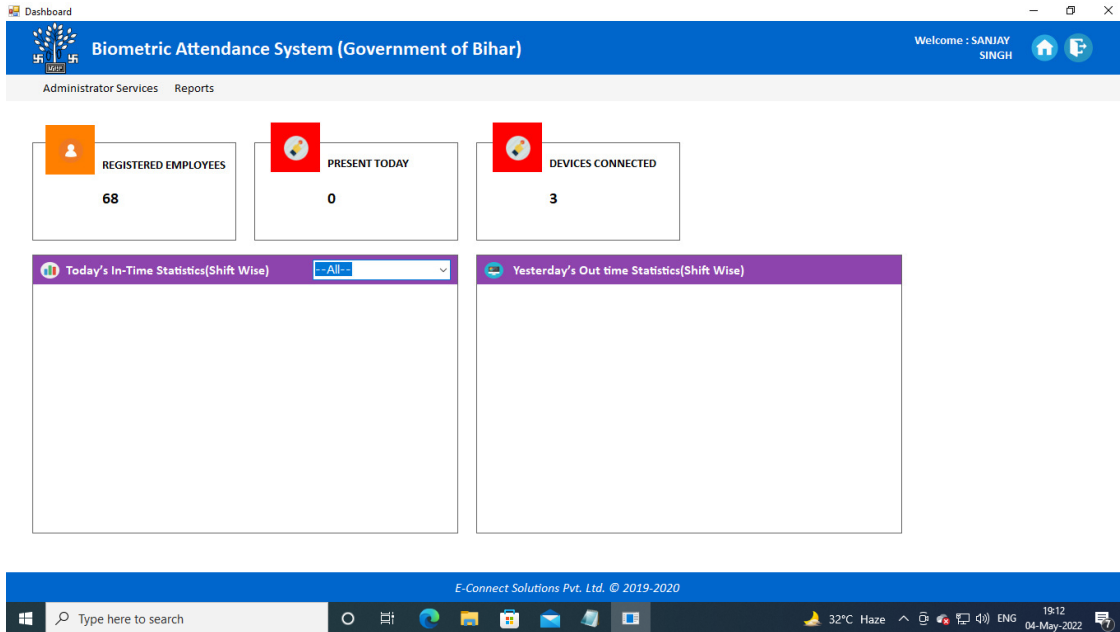 Dashboard
Biometric Attendance System (Government of Bihar)
Welcome : SANJAY
SINGH
Administrator Services Reports
REGISTERED EMPLOYEES
68
PRESENT TODAY
0
DEVICES CONNECTED
3
Today's In-Time Statistics(Shift Wise) --All--
Yesterday's Out time Statistics(Shift Wise)
E-Connect Solutions Pvt. Ltd. © 2019-2020
Type here to search
32°C Haze
ENG
19:12
04-May-2022
7